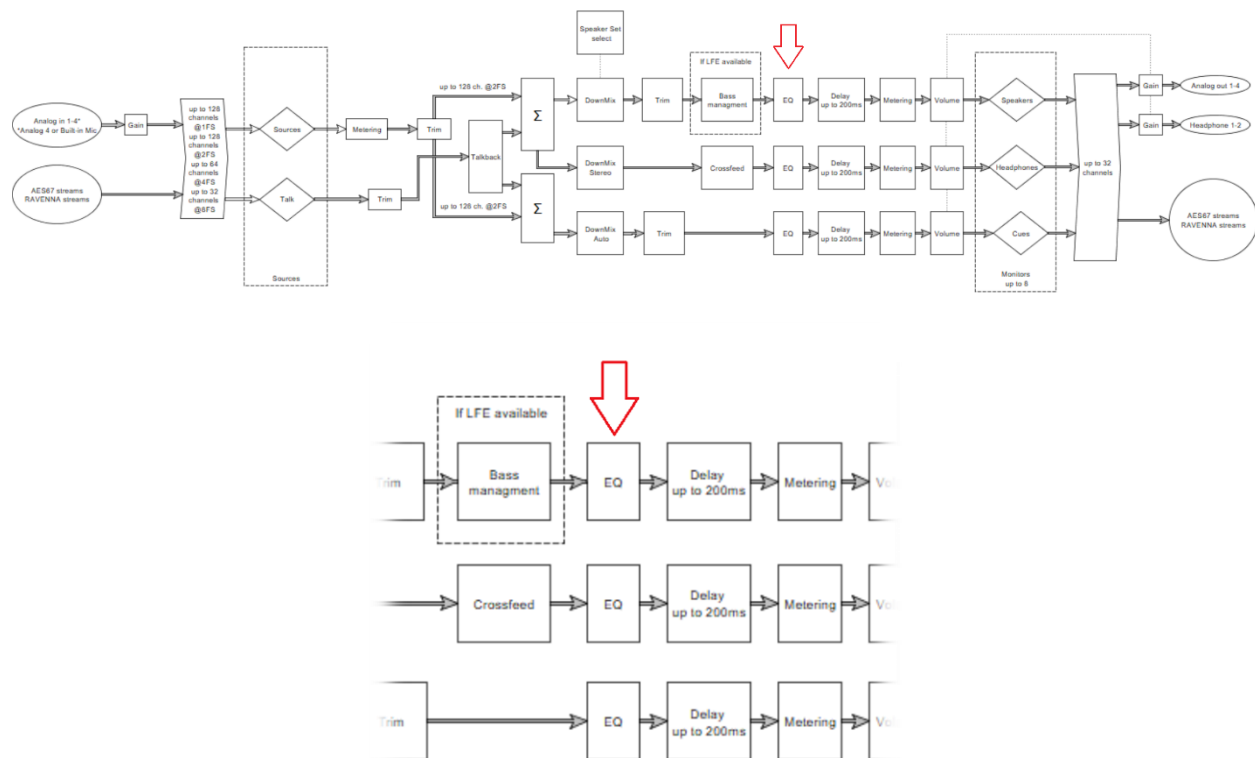 Speaker Set
select
If LFE available
up to 128 ch. @2FS
Analog in 1-4*
*Analog 4 or Built-in Mic
Gain
up to 128
channels
@1FS
up to 128
channels
@2FS
up to 64
channels
@4FS
up to 32
channels
@8FS
Sources
Metering
Trim
Σ
DownMix
Trim
Bass
managment
EQ
Delay
up to 200ms
Metering
Volume
Speakers
Gain
Analog out 1-4
Gain
Headphone 1-2
Talkback
DownMix
Stereo
Crossfeed
EQ
Delay
up to 200ms
Metering
Volume
Headphones
up to 32
channels
AES67 streams
RAVENNA streams
Talk
Trim
up to 128 ch. @2FS
Σ
DownMix
Auto
Trim
EQ
Delay
up to 200ms
Metering
Volume
Cues
AES67 streams
RAVENNA streams
Sources
Monitors
up to 8
If LFE available
Trim
Bass
managment
EQ
Delay
up to 200ms
Metering
Vol
Crossfeed
EQ
Delay
up to 200ms
Metering
Vol
Trim
EQ
Delay
up to 200ms
Metering
Vol